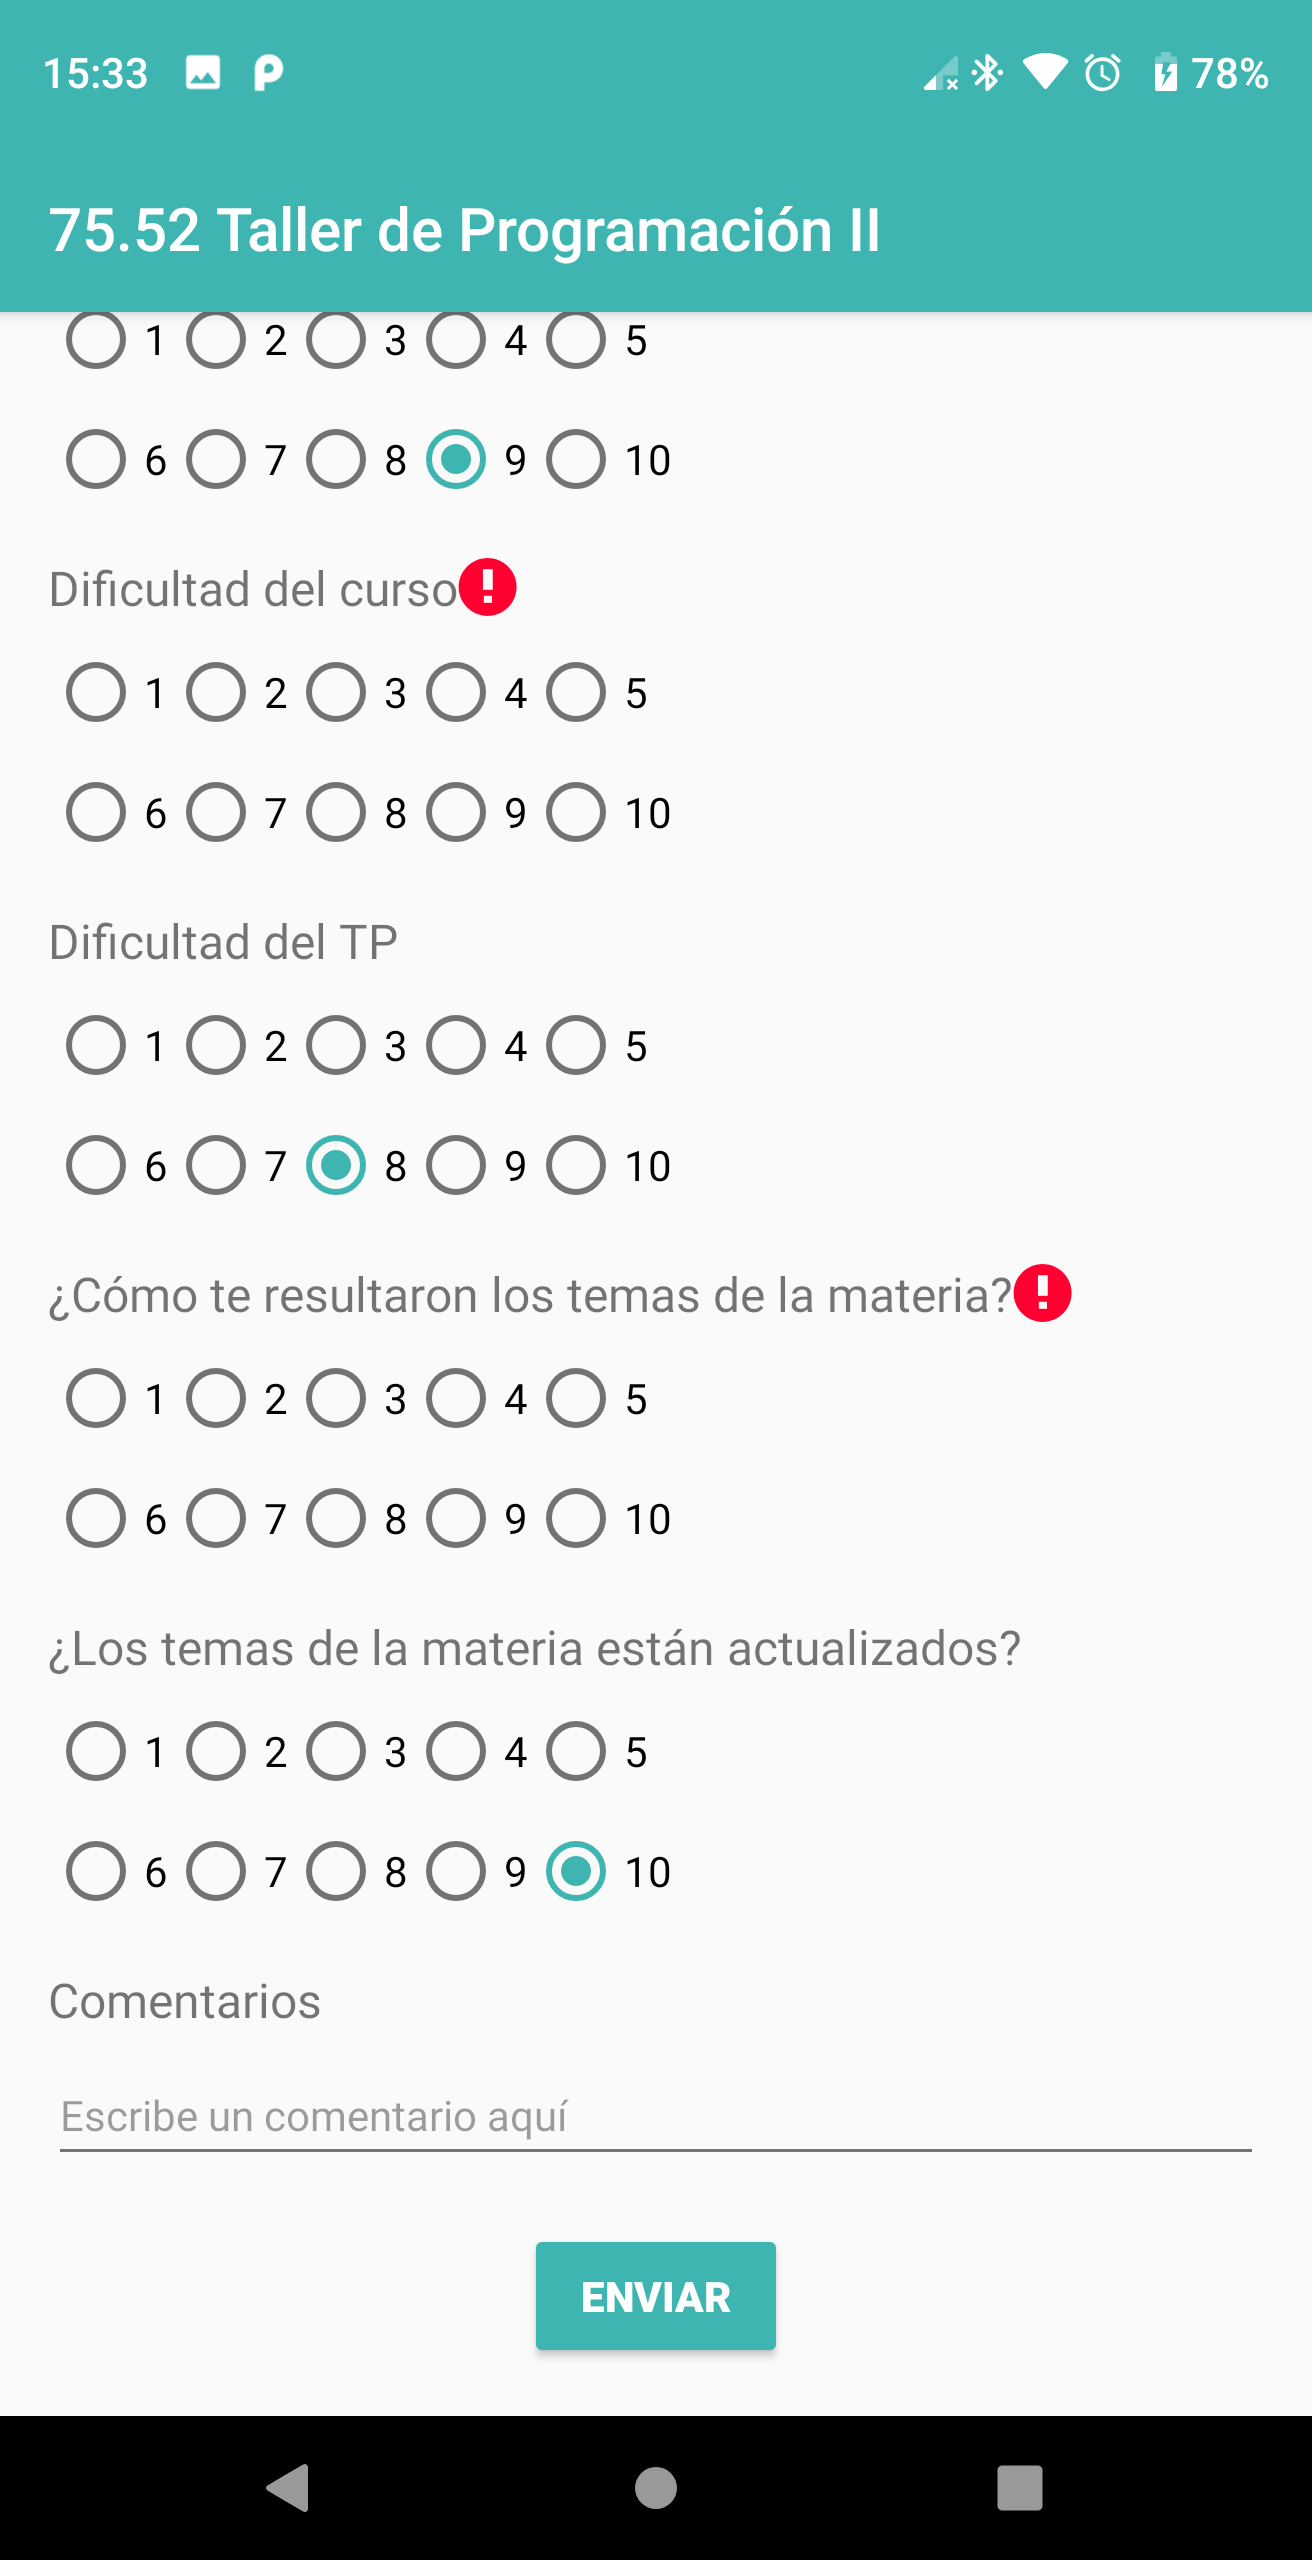 15:33 78%
75.52 Taller de Programación II
1 2 3 4 5
6 7 8 9 10
Dificultad del curso
1 2 3 4 5
6 7 8 9 10
Dificultad del TP
1 2 3 4 5
6 7 8 9 10
¿Cómo te resultaron los temas de la materia?
1 2 3 4 5
6 7 8 9 10
¿Los temas de la materia están actualizados?
1 2 3 4 5
6 7 8 9 10
Comentarios
Escribe un comentario aquí
ENVIAR